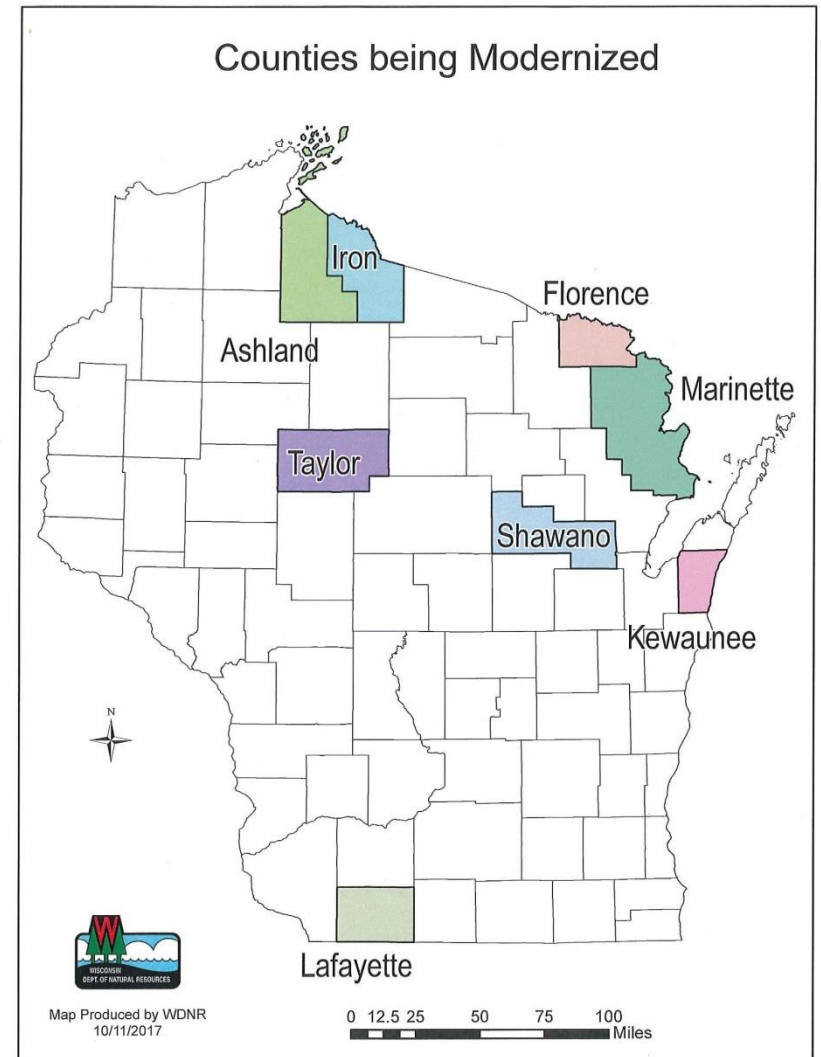 Counties being Modernized
Iron
Florence
Ashland
Marinette
Taylor
Shawano
Kewaunee
N
Lafayette
W
WISCONSIN
DEPT. OF NATURAL RESOURCES
Map Produced by WDNR
10/11/2017
0 12.5 25 50 75 100
Miles